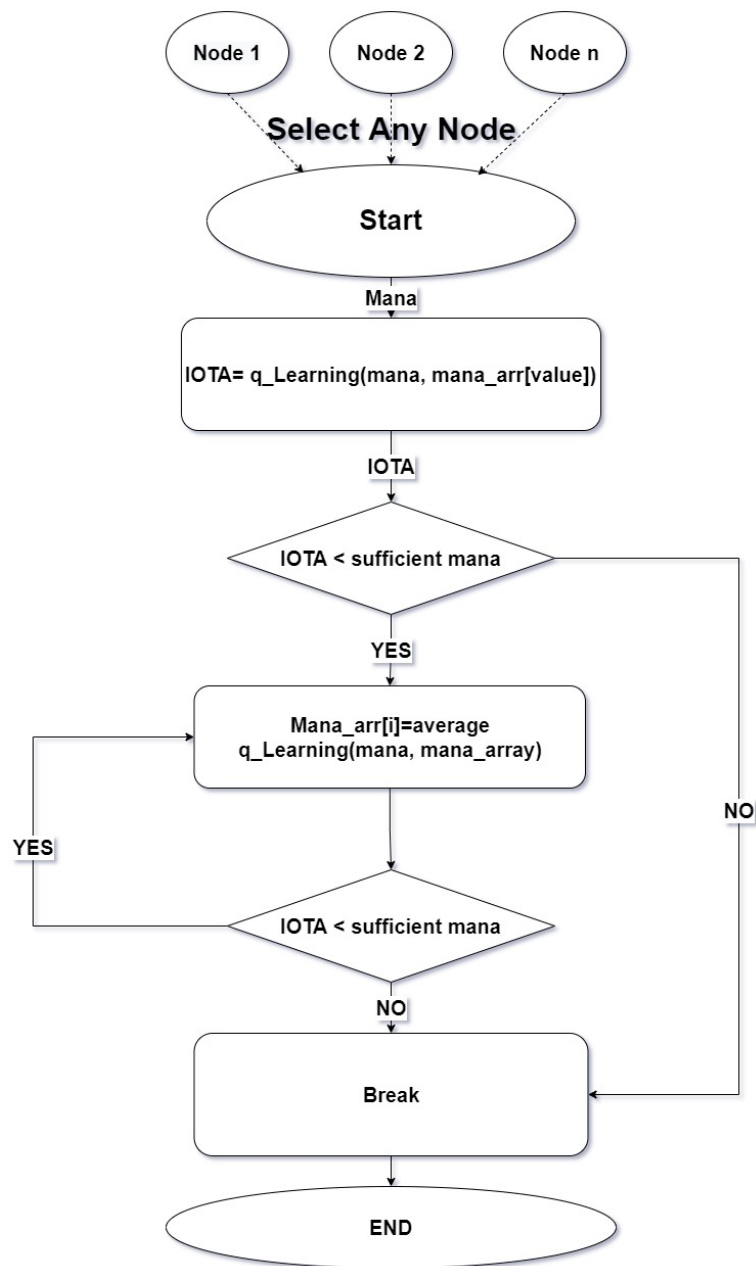 Node 1
Node 2
Node n
Select Any Node
Start
Mana
IOTA= q_Learning(mana, mana_arr[value])
IOTA
IOTA < sufficient mana
YES
Mana_arr[i]=average
q_Learning(mana, mana_array)
NO
YES
IOTA < sufficient mana
NO
Break
END